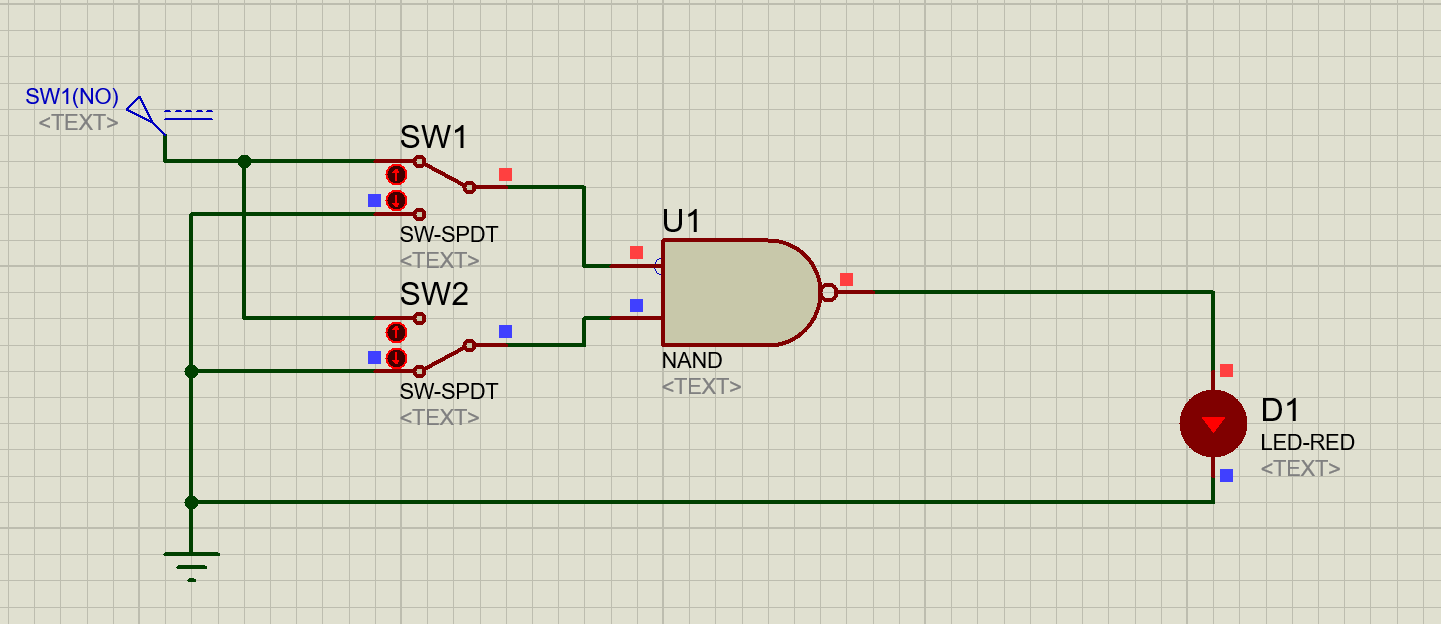 SW1(NO)
<TEXT>
SW1
SW-SPDT
<TEXT>
SW2
SW-SPDT
<TEXT>
U1
NAND
<TEXT>
D1
LED-RED
<TEXT>